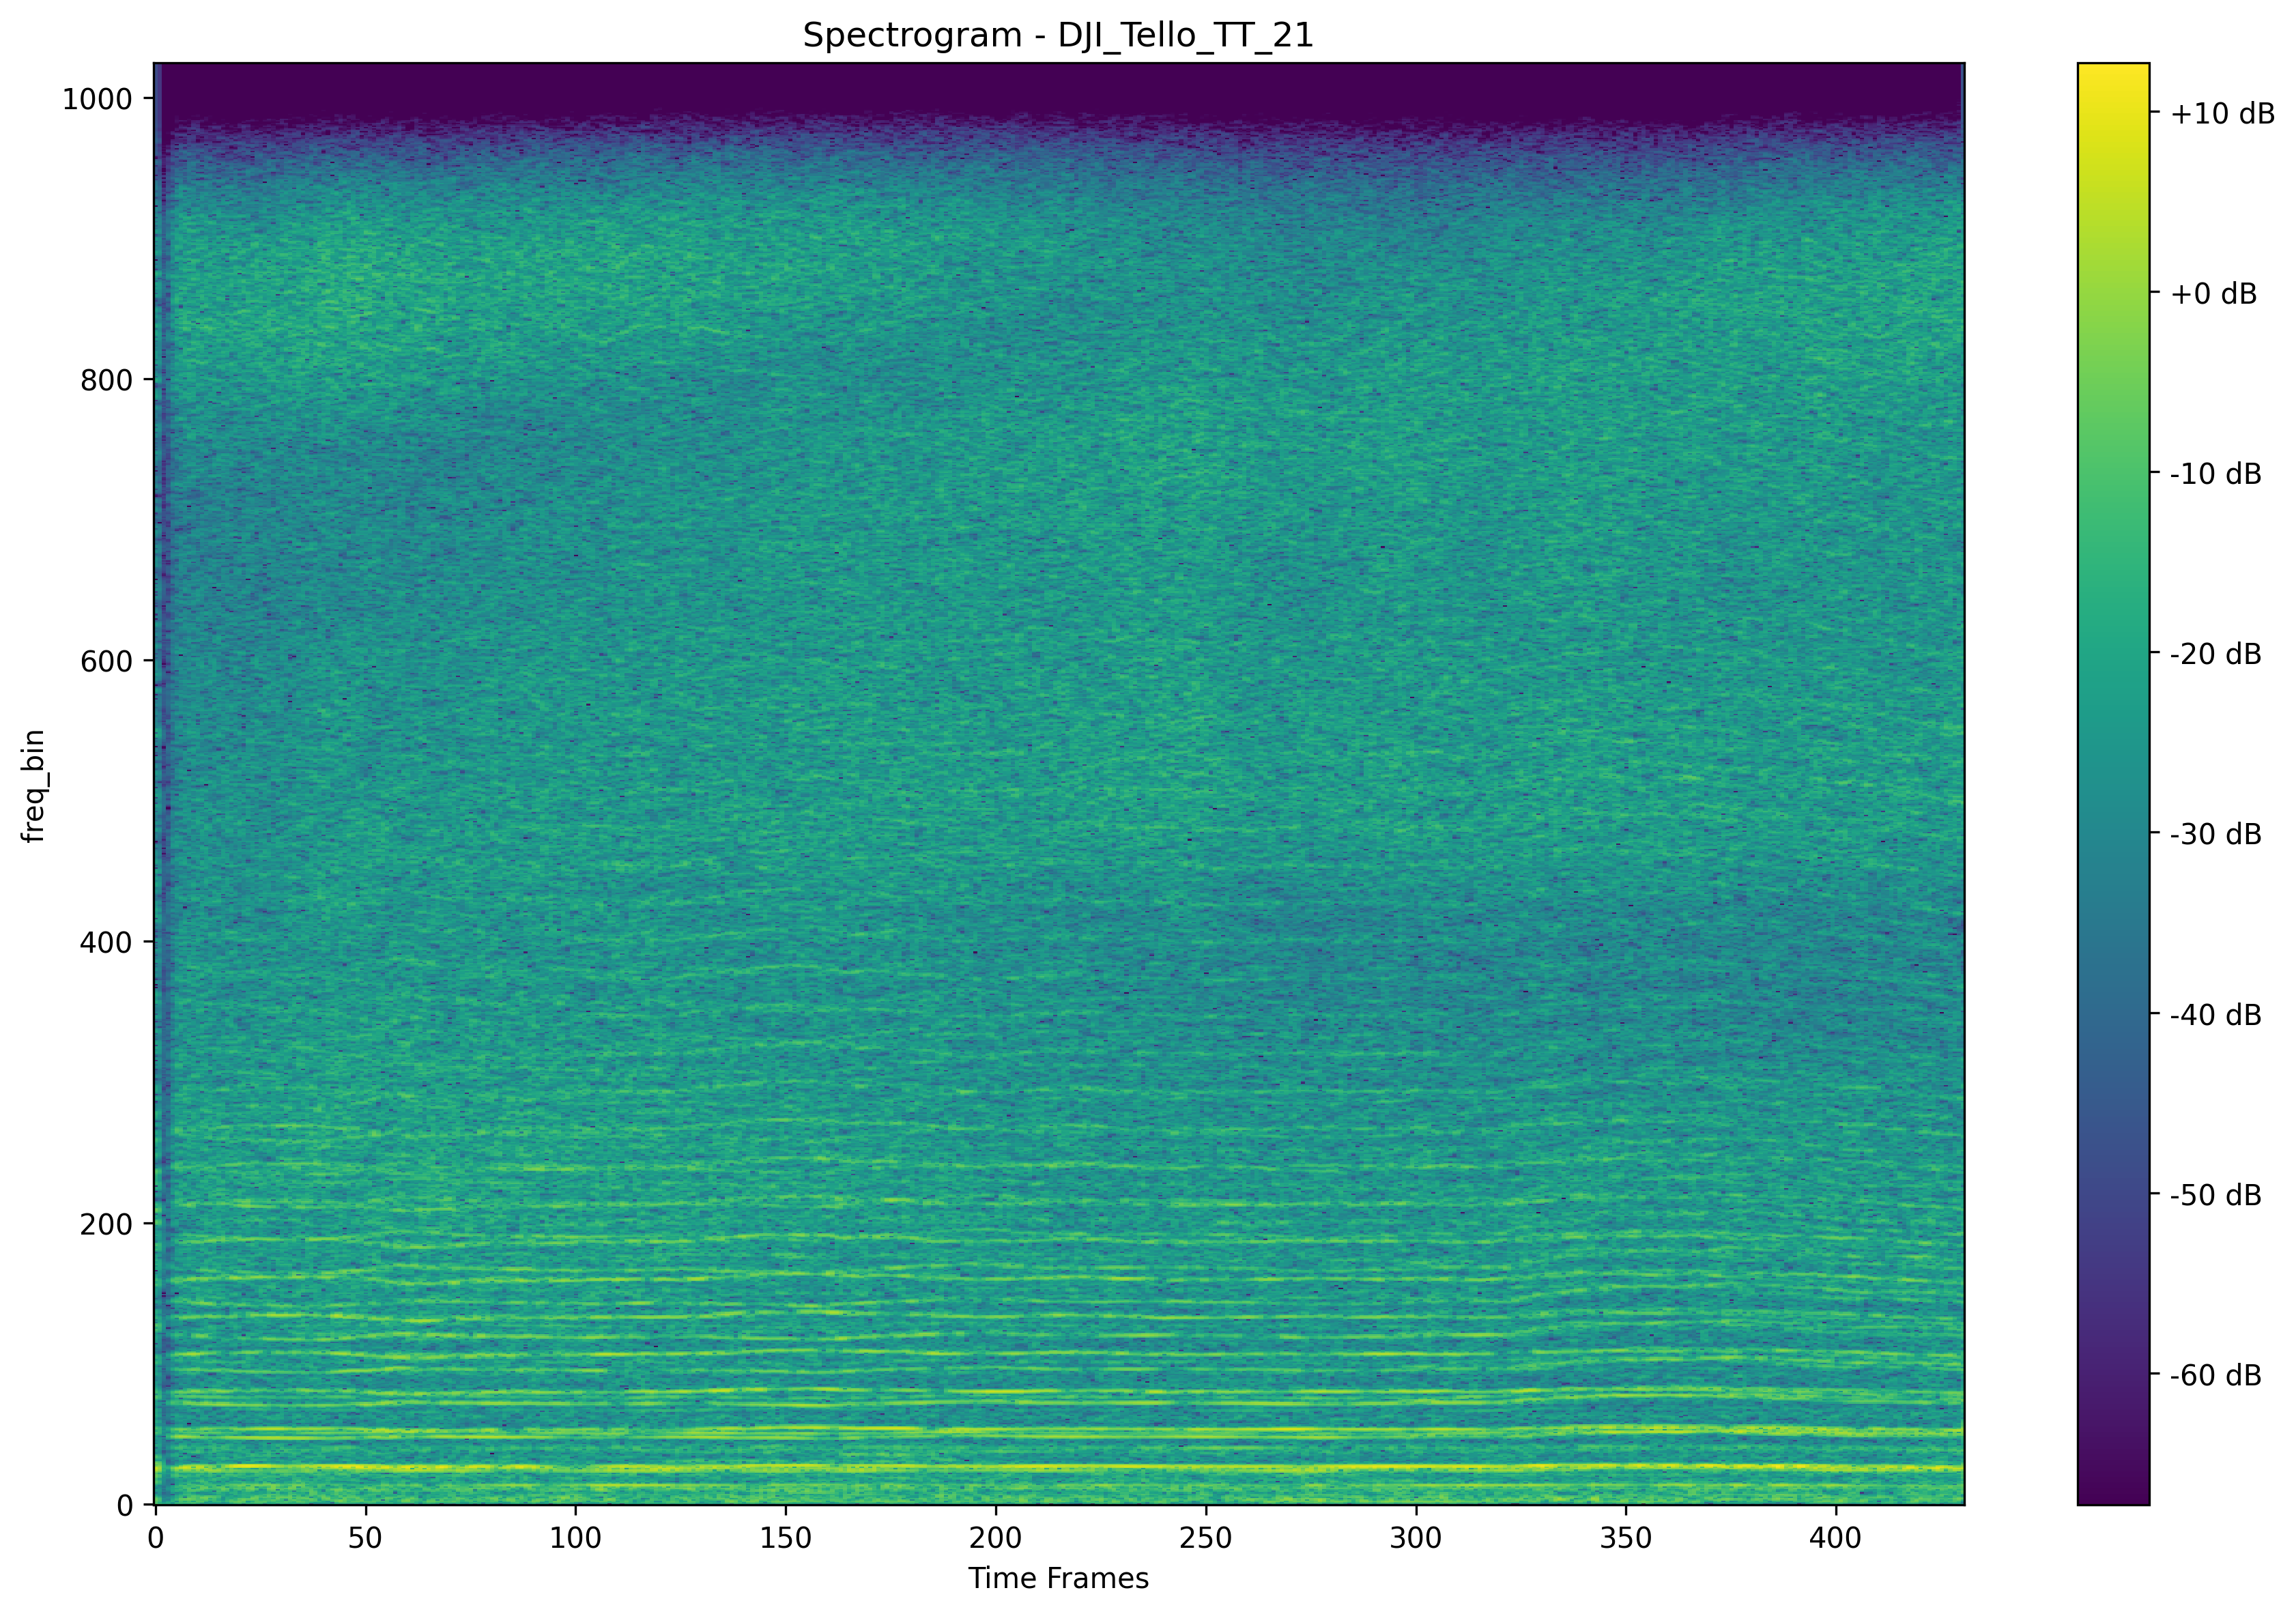 Spectrogram - DJI_Tello_TT_21
freq_bin
1000
800
600
400
200
0
0 50 100 150 200 250 300 350 400
Time Frames
+10 dB
+0 dB
-10 dB
-20 dB
-30 dB
-40 dB
-50 dB
-60 dB